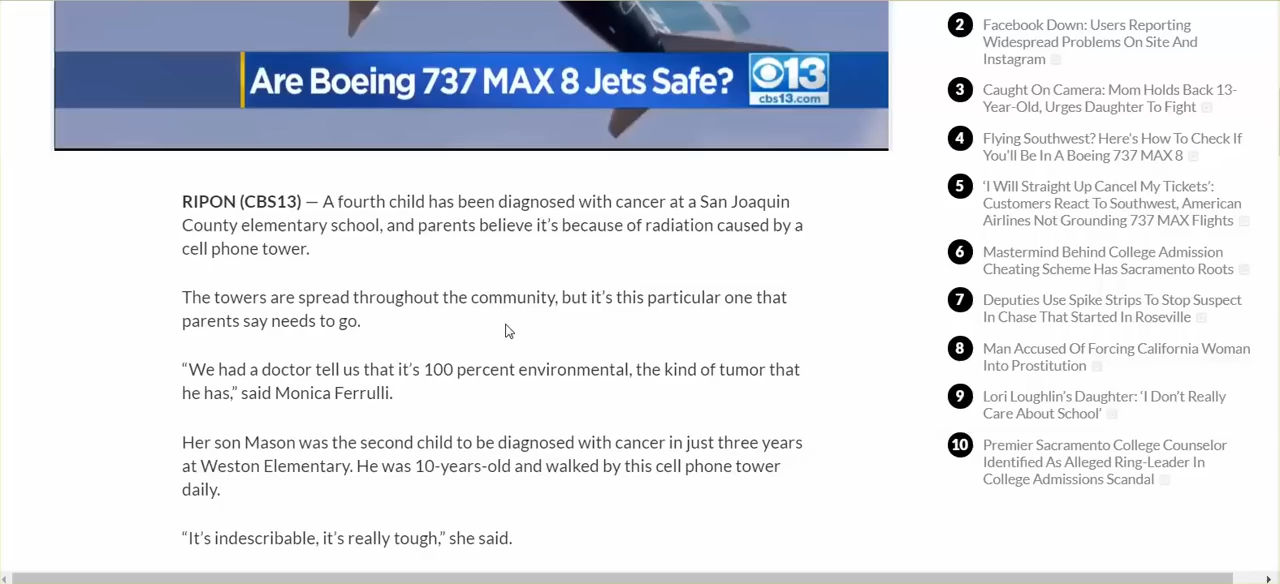 Are Boeing 737 MAX 8 Jets Safe?
CBS 13
cbs13.com
RIPON (CBS13) — A fourth child has been diagnosed with cancer at a San Joaquin
County elementary school, and parents believe it’s because of radiation caused by a
cell phone tower.
The towers are spread throughout the community, but it’s this particular one that
parents say needs to go.
“We had a doctor tell us that it’s 100 percent environmental, the kind of tumor that
he has,” said Monica Ferrulli.
Her son Mason was the second child to be diagnosed with cancer in just three years
at Weston Elementary. He was 10-years-old and walked by this cell phone tower
daily.
“It’s indescribable, it’s really tough,” she said.
2 Facebook Down: Users Reporting
Widespread Problems On Site And
Instagram
3 Caught On Camera: Mom Holds Back 13-
Year-Old, Urges Daughter To Fight
4 Flying Southwest? Here’s How To Check If
You’ll Be In A Boeing 737 MAX 8
5 ‘I Will Straight Up Cancel My Tickets’:
Customers React To Southwest, American
Airlines Not Grounding 737 MAX Flights
6 Mastermind Behind College Admission
Cheating Scheme Has Sacramento Roots
7 Deputies Use Spike Strips To Stop Suspect
In Chase That Started In Roseville
8 Man Accused Of Forcing California Woman
Into Prostitution
9 Lori Loughlin’s Daughter: ‘I Don’t Really
Care About School’
10 Premier Sacramento College Counselor
Identified As Alleged Ring-Leader In
College Admissions Scandal